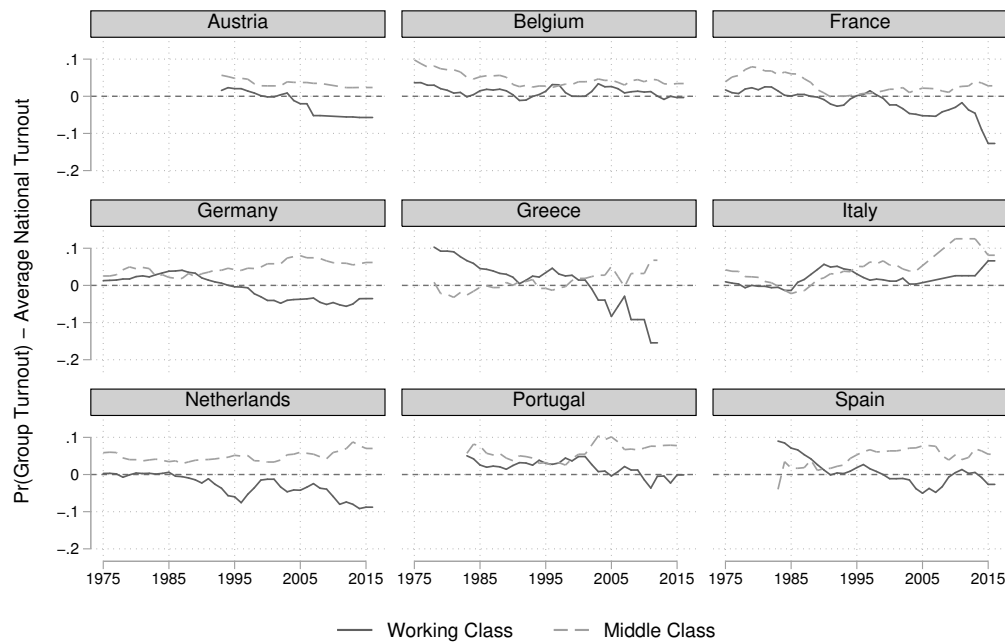 Pr(Group Turnout) − Average National Turnout
Austria Belgium France
.1
0
-.1
-.2
Germany Greece Italy
.1
0
-.1
-.2
Netherlands Portugal Spain
.1
0
-.1
-.2
1975 1985 1995 2005 2015 1975 1985 1995 2005 2015 1975 1985 1995 2005 2015
Working Class Middle Class